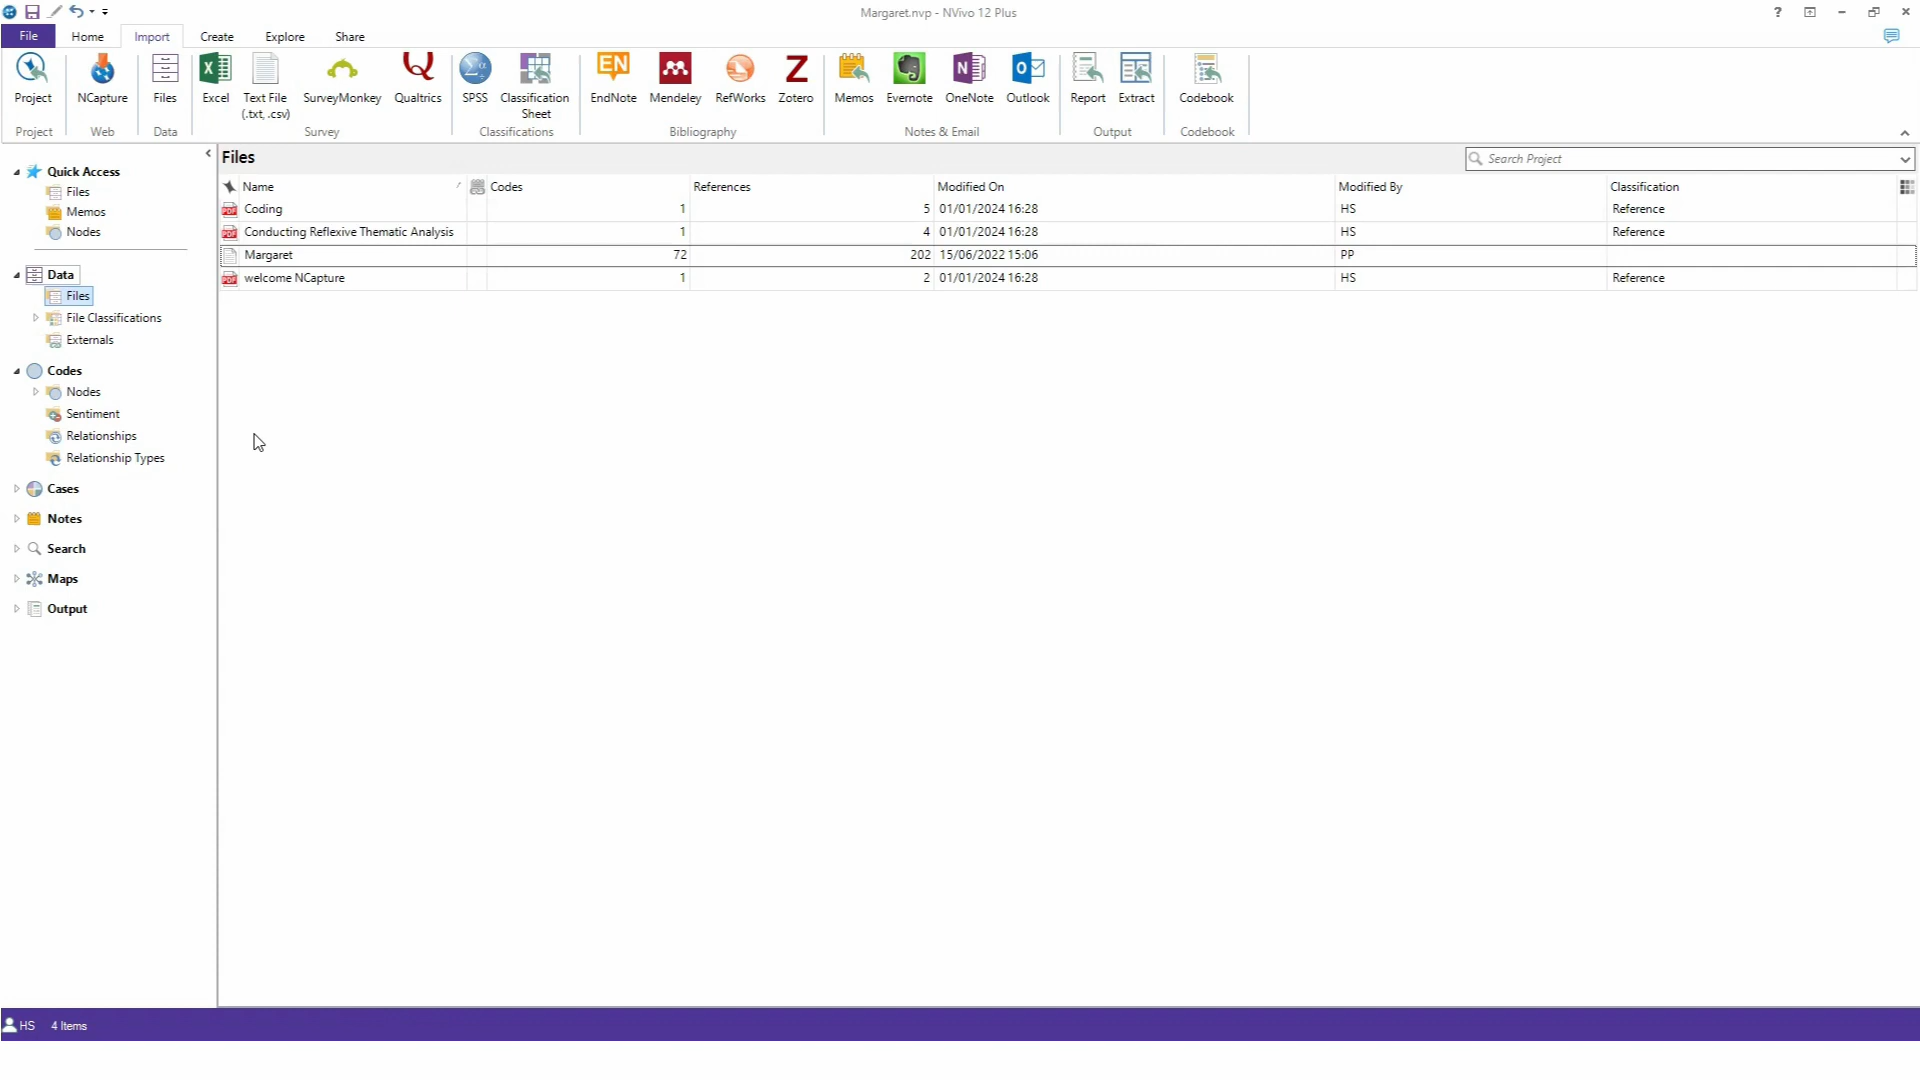 Margaret.nvp - NVivo 12 Plus
File Home Import Create Explore Share
Project NCapture Files Excel Text File SurveyMonkey Qualtrics SPSS Classification EndNote Mendeley RefWorks Zotero Memos Evernote OneNote Outlook Report Extract Codebook
(.txt, .csv) Sheet
Project Web Data Survey Classifications Bibliography Notes & Email Output Codebook
Files
Search Project
Quick Access
Files
Memos
Nodes
Data
Files
File Classifications
Externals
Codes
Nodes
Sentiment
Relationships
Relationship Types
Cases
Notes
Search
Maps
Output
Name Codes References Modified On Modified By Classification
Coding 1 5 01/01/2024 16:28 HS Reference
Conducting Reflexive Thematic Analysis 1 4 01/01/2024 16:28 HS Reference
Margaret 72 202 15/06/2022 15:06 PP
welcome NCapture 1 2 01/01/2024 16:28 HS Reference
HS 4 Items